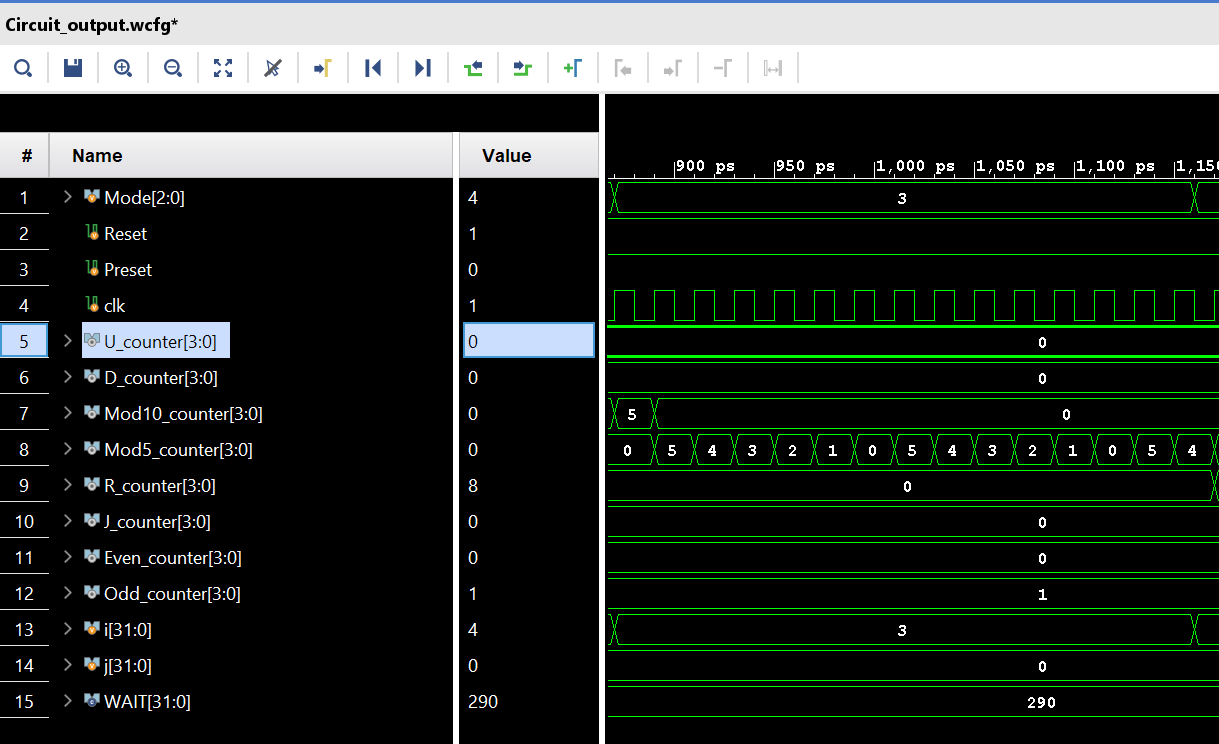 Circuit_output.wcfg*
900 ps 950 ps 1,000 ps 1,050 ps 1,100 ps 1,150
# Name Value
1 Mode[2:0] 4 3
2 Reset 1
3 Preset 0
4 clk 1
5 U_counter[3:0] 0 0
6 D_counter[3:0] 0 0
7 Mod10_counter[3:0] 0 5 0
8 Mod5_counter[3:0] 0 0 5 4 3 2 1 0 5 4 3 2 1 0 5 4
9 R_counter[3:0] 8 0
10 J_counter[3:0] 0 0
11 Even_counter[3:0] 0 0
12 Odd_counter[3:0] 1 1
13 i[31:0] 4 3
14 j[31:0] 0 0
15 WAIT[31:0] 290 290